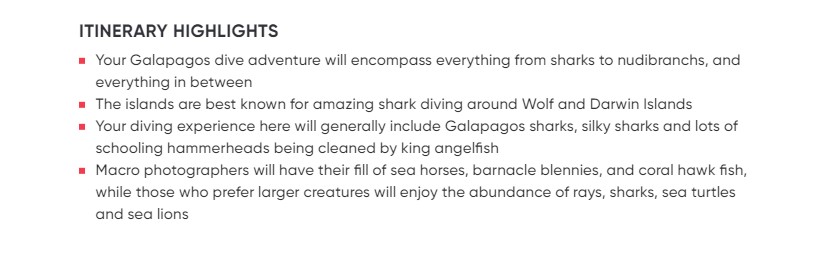 ITINERARY HIGHLIGHTS
Your Galapagos dive adventure will encompass everything from sharks to nudibranchs, and
everything in between
The islands are best known for amazing shark diving around Wolf and Darwin Islands
Your diving experience here will generally include Galapagos sharks, silky sharks and lots of
schooling hammerheads being cleaned by king angelfish
Macro photographers will have their fill of sea horses, barnacle blennies, and coral hawk fish,
while those who prefer larger creatures will enjoy the abundance of rays, sharks, sea turtles
and sea lions